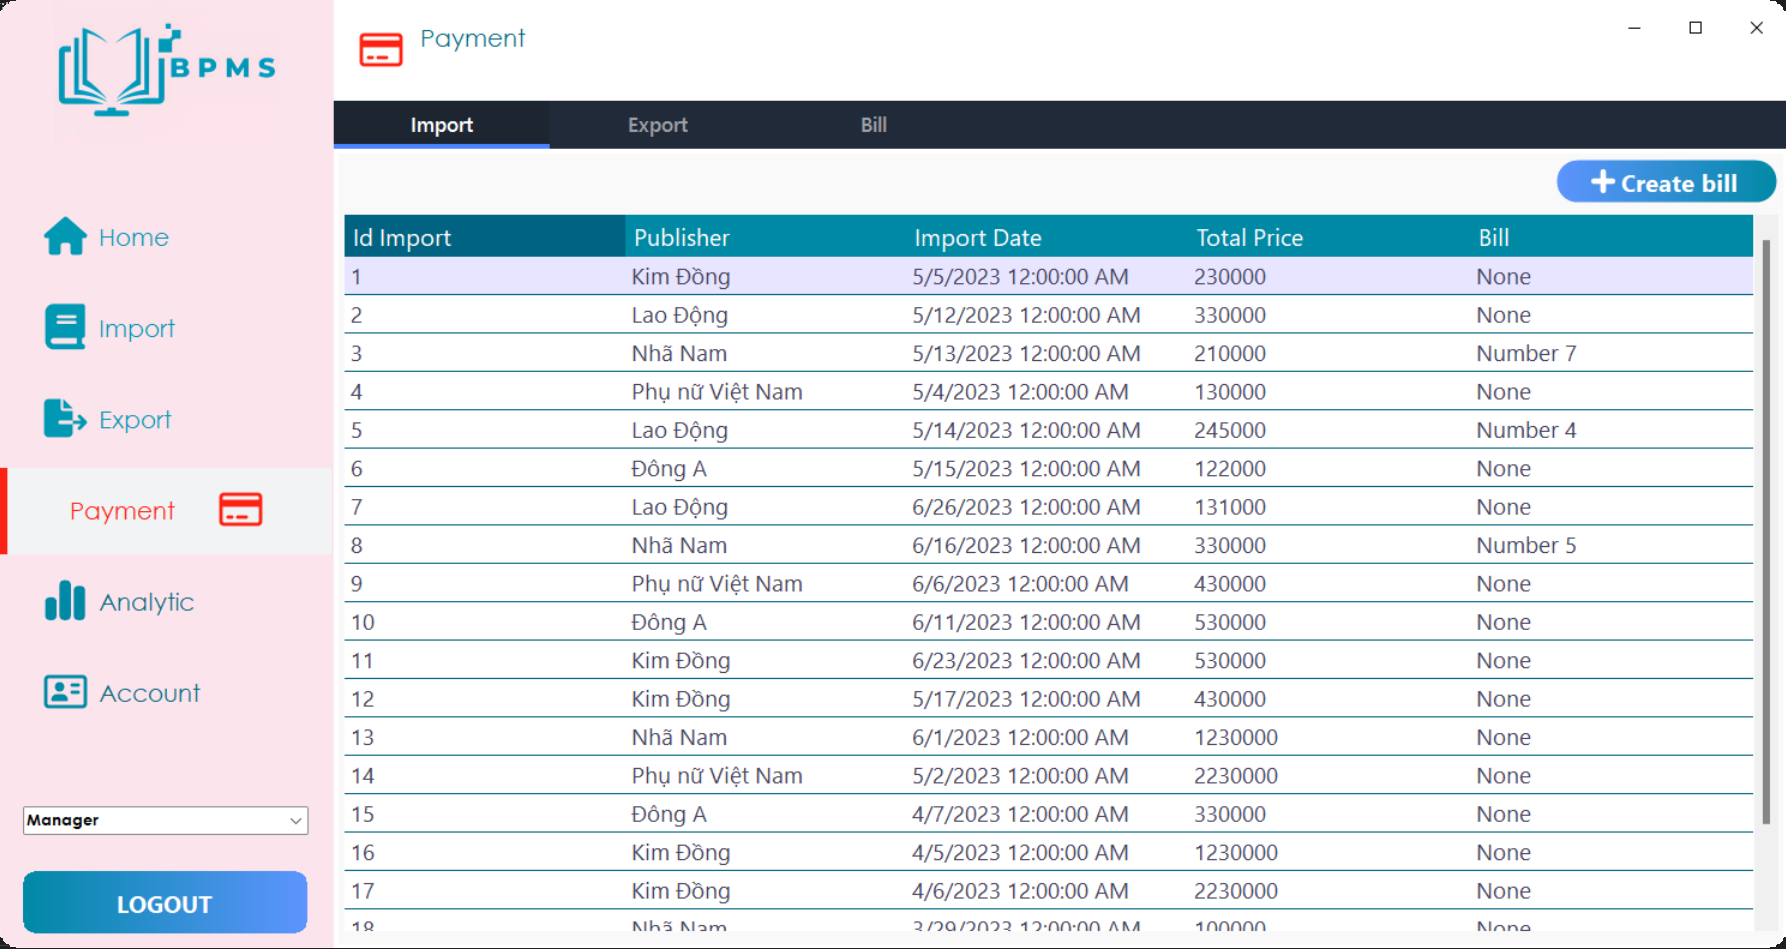 BPMS
Payment
Import Export Bill
Create bill
Home
Import
Export
Payment
Analytic
Account
Manager
LOGOUT
Id Import Publisher Import Date Total Price Bill
1 Kim Đồng 5/5/2023 12:00:00 AM 230000 None
2 Lao Động 5/12/2023 12:00:00 AM 330000 None
3 Nhã Nam 5/13/2023 12:00:00 AM 210000 Number 7
4 Phụ nữ Việt Nam 5/4/2023 12:00:00 AM 130000 None
5 Lao Động 5/14/2023 12:00:00 AM 245000 Number 4
6 Đông A 5/15/2023 12:00:00 AM 122000 None
7 Lao Động 6/26/2023 12:00:00 AM 131000 None
8 Nhã Nam 6/16/2023 12:00:00 AM 330000 Number 5
9 Phụ nữ Việt Nam 6/6/2023 12:00:00 AM 430000 None
10 Đông A 6/11/2023 12:00:00 AM 530000 None
11 Kim Đồng 6/23/2023 12:00:00 AM 530000 None
12 Kim Đồng 5/17/2023 12:00:00 AM 430000 None
13 Nhã Nam 6/1/2023 12:00:00 AM 1230000 None
14 Phụ nữ Việt Nam 5/2/2023 12:00:00 AM 2230000 None
15 Đông A 4/7/2023 12:00:00 AM 330000 None
16 Kim Đồng 4/5/2023 12:00:00 AM 1230000 None
17 Kim Đồng 4/6/2023 12:00:00 AM 2230000 None
18 Nhã Nam 3/29/2023 12:00:00 AM 100000 None